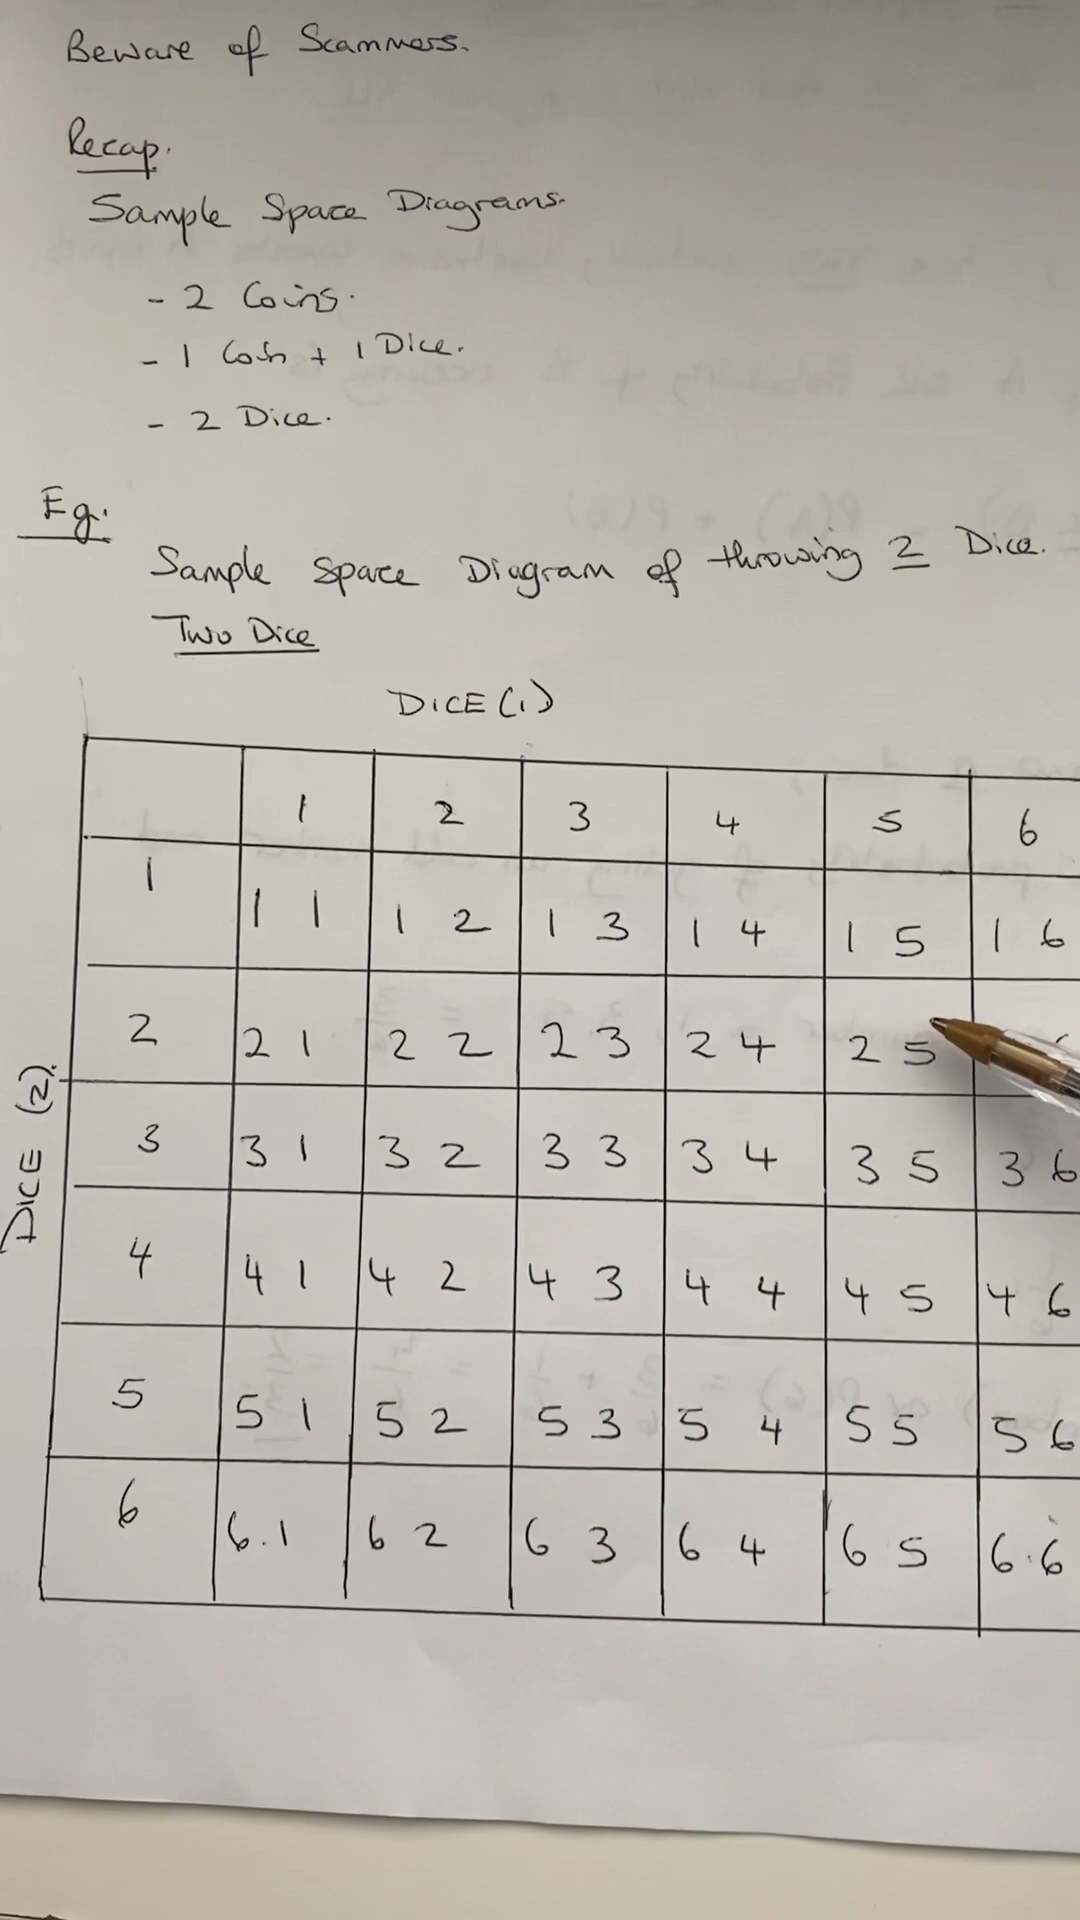 Beware of Scammers.
Recap.
Sample Space Diagrams.
- 2 Coins.
- 1 Coin + 1 Dice.
- 2 Dice.
Eg:
Sample Space Diagram of throwing 2 Dice.
Two Dice
DICE (1)
DICE (2)
1 2 3 4 5 6
1 1 1 1 2 1 3 1 4 1 5 1 6
2 2 1 2 2 2 3 2 4 2 5
3 3 1 3 2 3 3 3 4 3 5 3 6
4 4 1 4 2 4 3 4 4 4 5 4 6
5 5 1 5 2 5 3 5 4 5 5 5 6
6 6.1 6 2 6 3 6 4 6 5 6.6